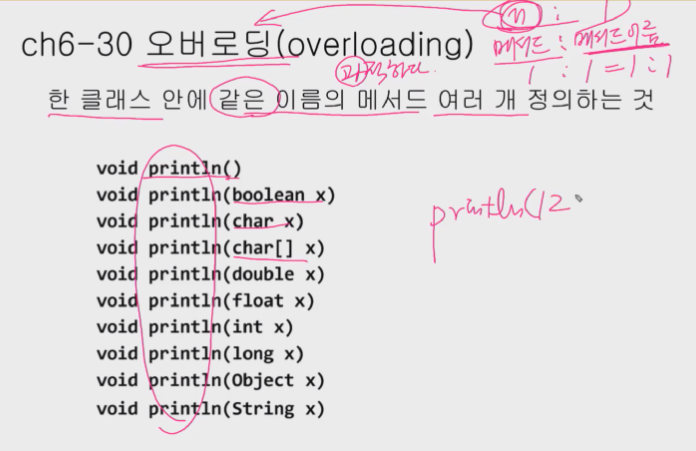 n : 1
ch6-30 오버로딩(overloading) 메서드 : 메서드이름
과적하다. 1 : 1 = 1 : 1
한 클래스 안에 같은 이름의 메서드 여러 개 정의하는 것
void println()
void println(boolean x)
void println(char x)
void println(char[] x)
void println(double x)
void println(float x)
void println(int x)
void println(long x)
void println(Object x)
void println(String x)
println(12